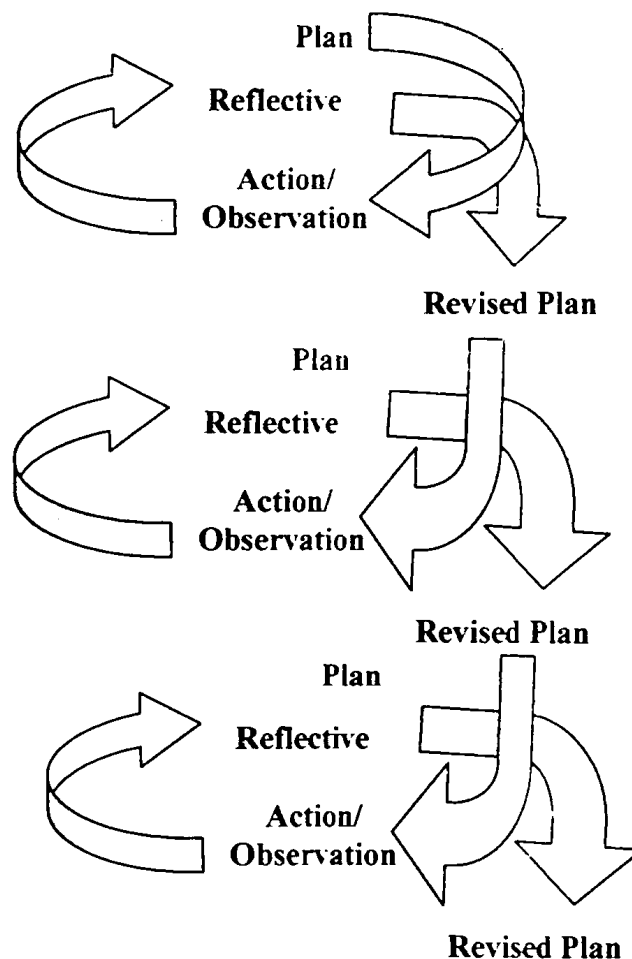 Plan
Reflective
Action/
Observation
Revised Plan
Plan
Reflective
Action/
Observation
Revised Plan
Plan
Reflective
Action/
Observation
Revised Plan